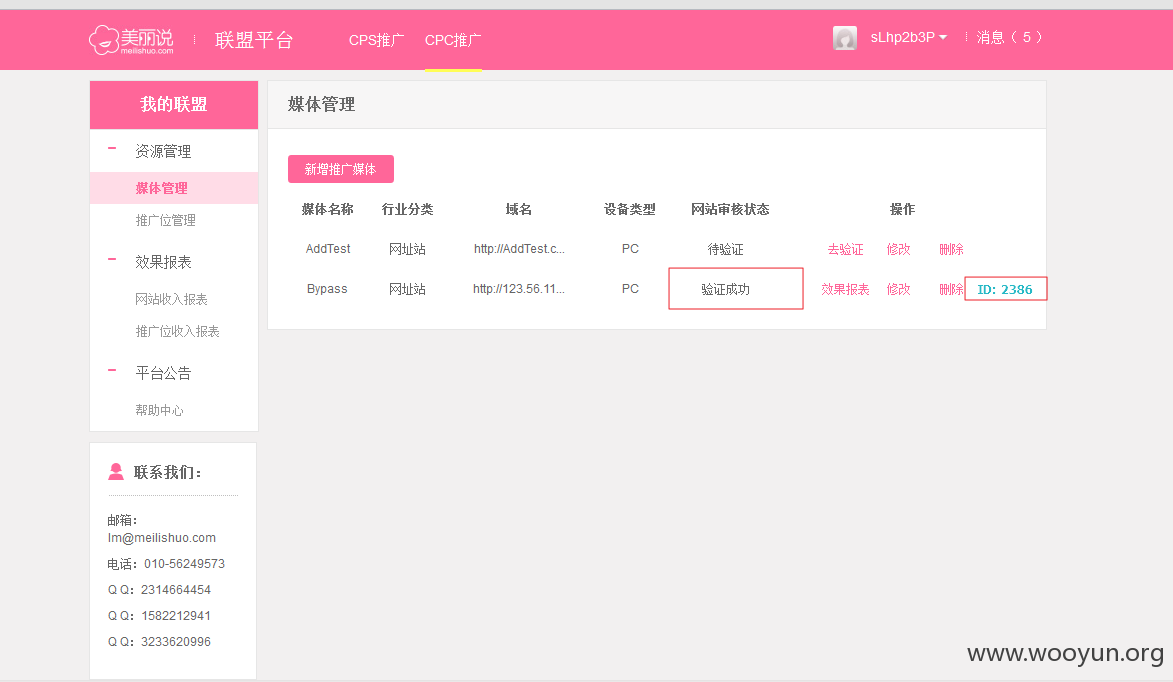 美丽说
meilishuo.com
联盟平台
CPS推广 CPC推广
sLhp2b3P
消息（ 5 ）
我的联盟
资源管理
媒体管理
推广位管理
效果报表
网站收入报表
推广位收入报表
平台公告
帮助中心
联系我们：
邮箱：
lm@meilishuo.com
电话：010-56249573
Q Q：2314664454
Q Q：1582212941
Q Q：3233620996
媒体管理
新增推广媒体
媒体名称 行业分类 域名 设备类型 网站审核状态 操作
AddTest 网址站 http://AddTest.c... PC 待验证 去验证 修改 删除
Bypass 网址站 http://123.56.11... PC 验证成功 效果报表 修改 删除 ID: 2386
www.wooyun.org